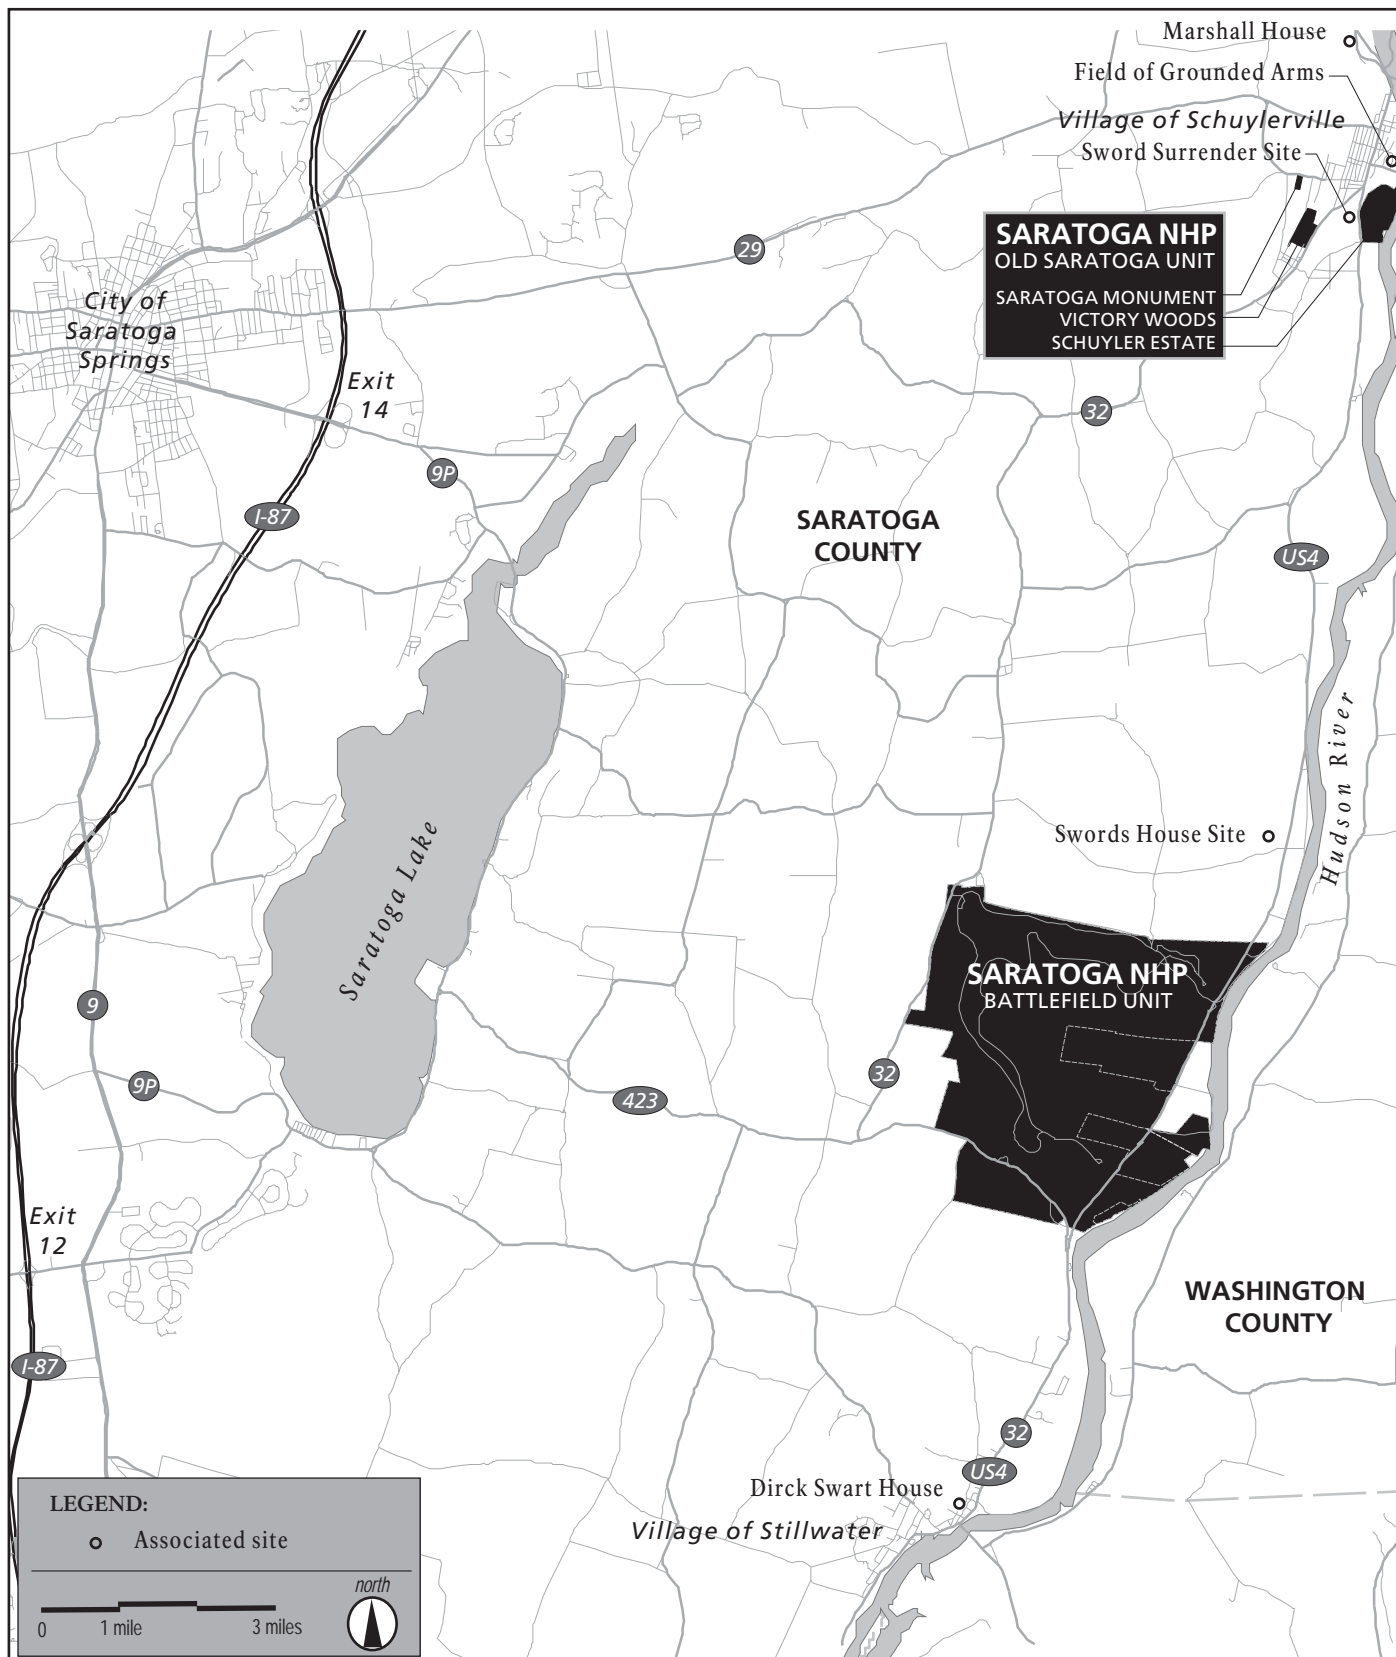 Marshall House
Field of Grounded Arms
Village of Schuylerville
Sword Surrender Site
SARATOGA NHP
OLD SARATOGA UNIT
SARATOGA MONUMENT
VICTORY WOODS
SCHUYLER ESTATE
29
City of
Saratoga
Springs
Exit
14
32
9P
I-87
SARATOGA
COUNTY
US4
Hudson River
Swords House Site
Saratoga Lake
SARATOGA NHP
BATTLEFIELD UNIT
9
32
9P
423
Exit
12
WASHINGTON
COUNTY
I-87
32
US4
Dirck Swart House
Village of Stillwater
LEGEND:
Associated site
north
0 1 mile 3 miles